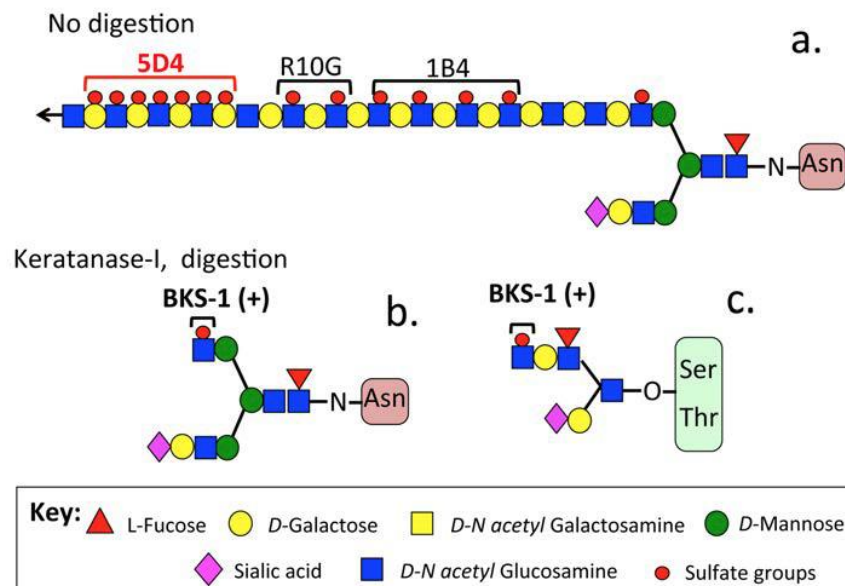 No digestion
a.
5D4 R10G 1B4
N Asn
Keratanase-I, digestion
BKS-1 (+) b. BKS-1 (+) c.
N Asn
O Ser
Thr
Key: L-Fucose D-Galactose D-N acetyl Galactosamine D-Mannose
Sialic acid D-N acetyl Glucosamine Sulfate groups